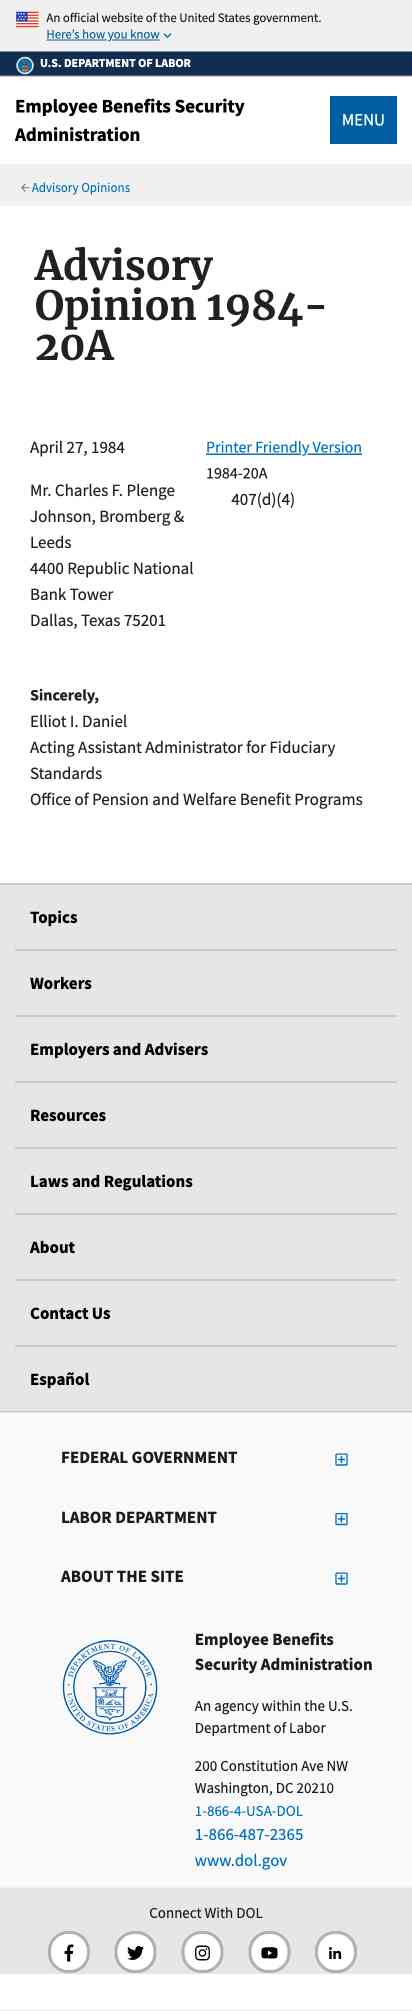 An official website of the United States government.
Here's how you know
U.S. DEPARTMENT OF LABOR
Employee Benefits Security
Administration
MENU
Advisory Opinions
Advisory
Opinion 1984-
20A
April 27, 1984
Mr. Charles F. Plenge
Johnson, Bromberg &
Leeds
4400 Republic National
Bank Tower
Dallas, Texas 75201
Printer Friendly Version
1984-20A
407(d)(4)
Sincerely,
Elliot I. Daniel
Acting Assistant Administrator for Fiduciary
Standards
Office of Pension and Welfare Benefit Programs
Topics
Workers
Employers and Advisers
Resources
Laws and Regulations
About
Contact Us
Español
FEDERAL GOVERNMENT
LABOR DEPARTMENT
ABOUT THE SITE
DEPARTMENT OF LABOR
UNITED STATES OF AMERICA
Employee Benefits
Security Administration
An agency within the U.S.
Department of Labor
200 Constitution Ave NW
Washington, DC 20210
1-866-4-USA-DOL
1-866-487-2365
www.dol.gov
Connect With DOL